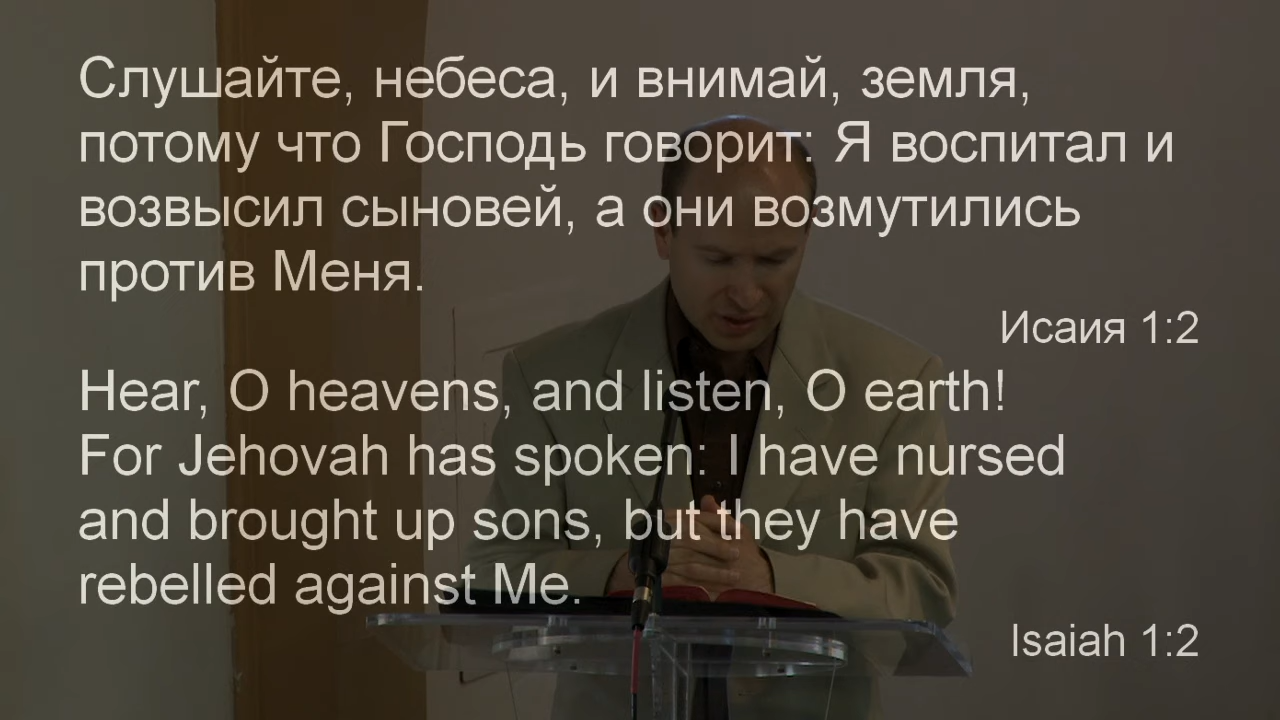 Слушайте, небеса, и внимай, земля,
потому что Господь говорит: Я воспитал и
возвысил сыновей, а они возмутились
против Меня.
Исаия 1:2
Hear, O heavens, and listen, O earth!
For Jehovah has spoken: I have nursed
and brought up sons, but they have
rebelled against Me.
Isaiah 1:2